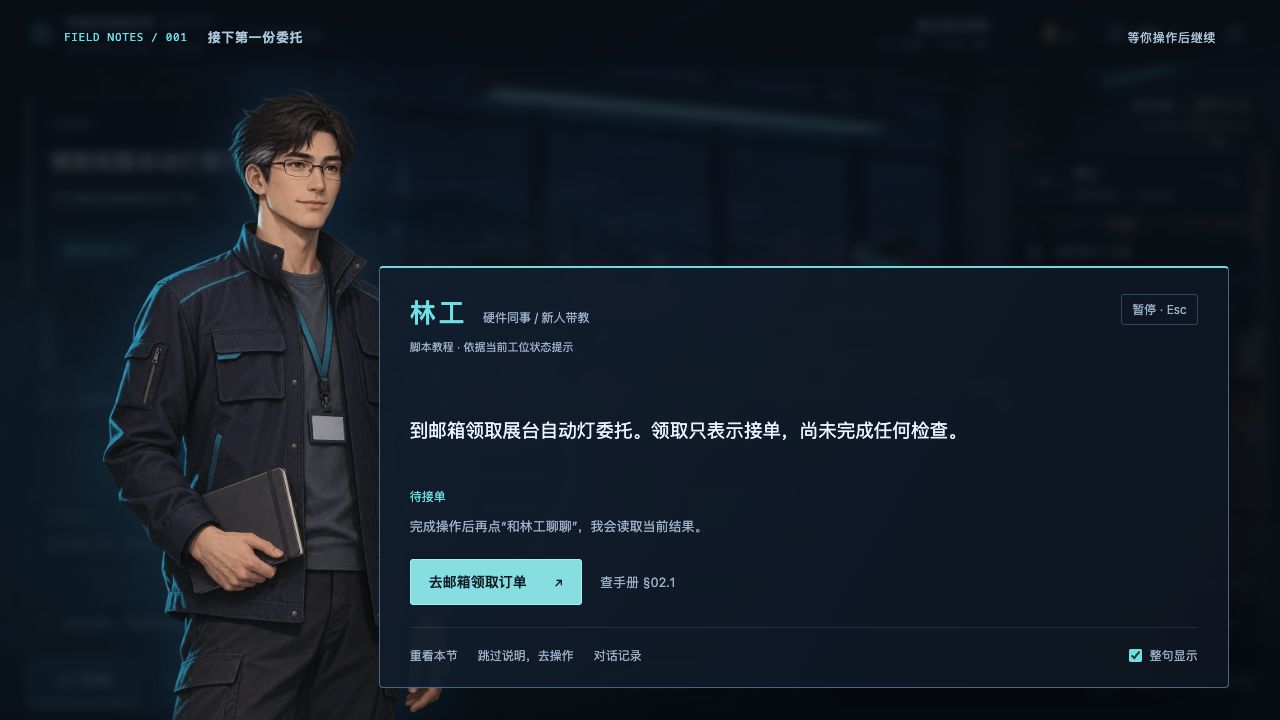 FIELD NOTES / 001 接下第一份委托
等你操作后继续
林工 硬件同事 / 新人带教
暂停 · Esc
脚本教程 · 依据当前工位状态提示
到邮箱领取展台自动灯委托。领取只表示接单，尚未完成任何检查。
待接单
完成操作后再点“和林工聊聊”，我会读取当前结果。
去邮箱领取订单 ↗ 查手册 §02.1
重看本节 跳过说明，去操作 对话记录
整句显示